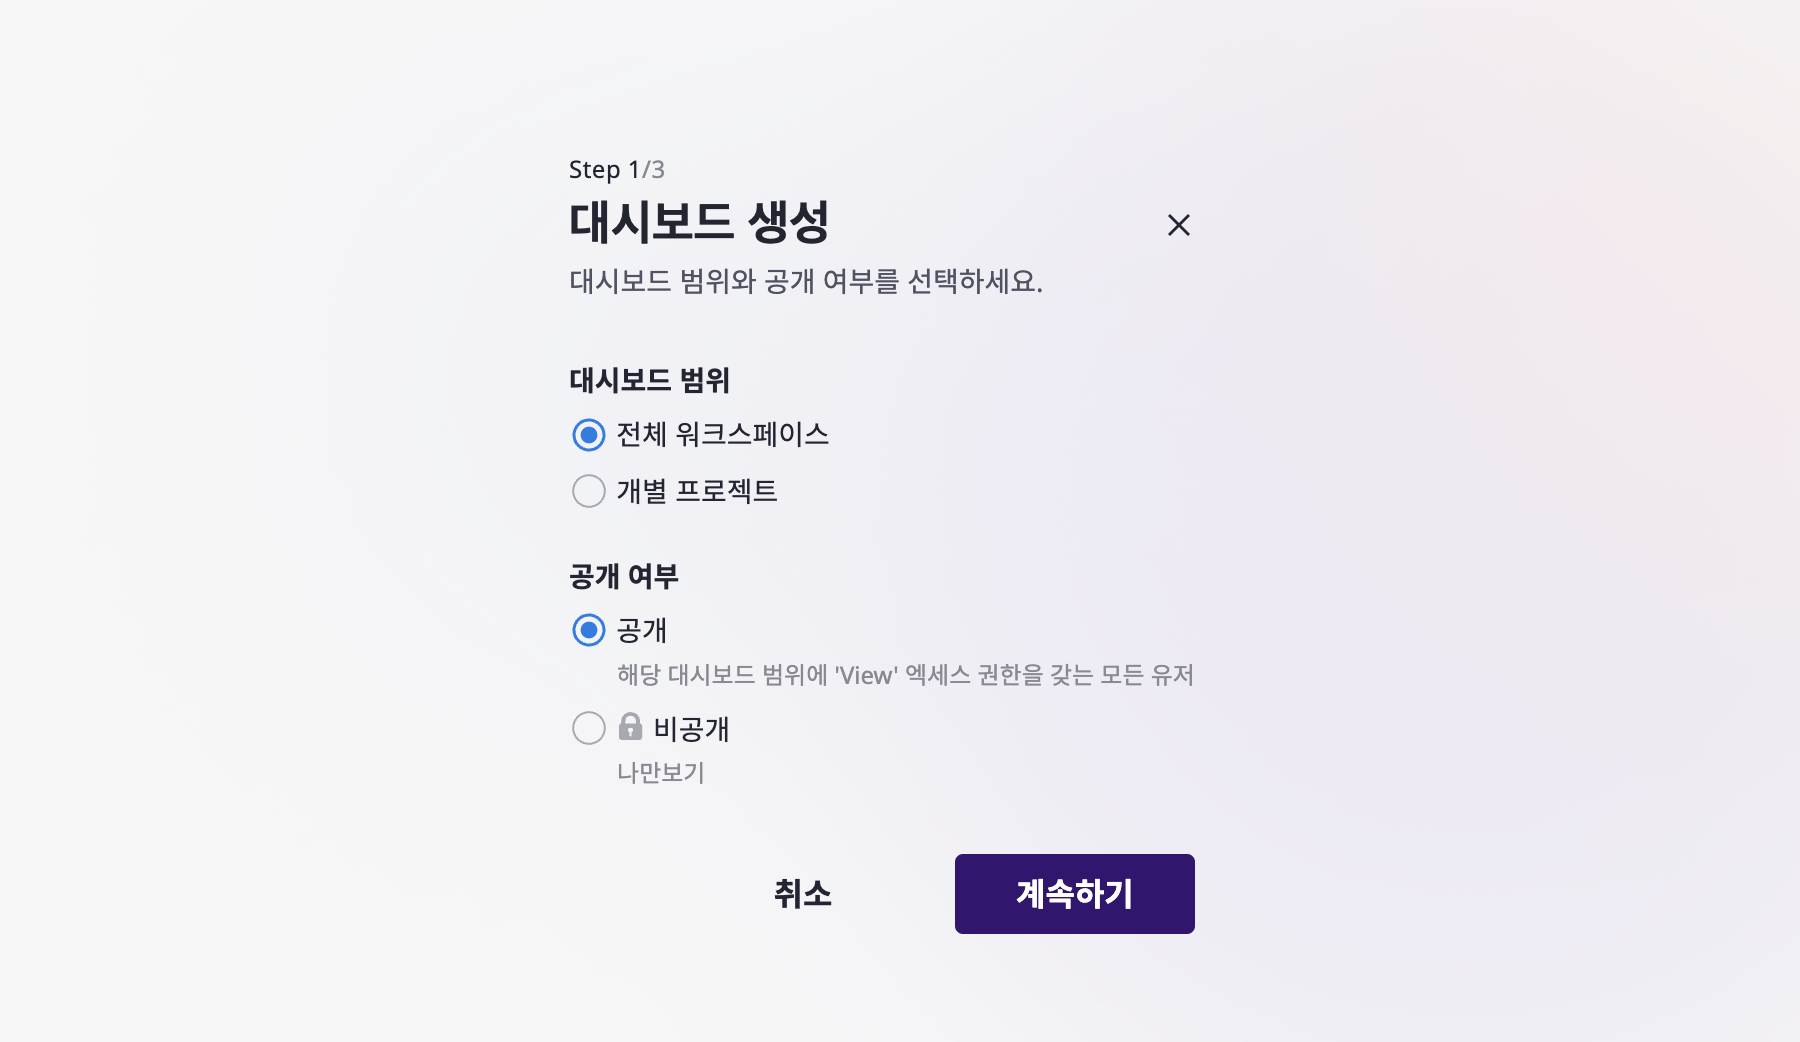 Step 1/3
대시보드 생성
대시보드 범위와 공개 여부를 선택하세요.
대시보드 범위
전체 워크스페이스
개별 프로젝트
공개 여부
공개
해당 대시보드 범위에 'View' 엑세스 권한을 갖는 모든 유저
비공개
나만보기
취소
계속하기